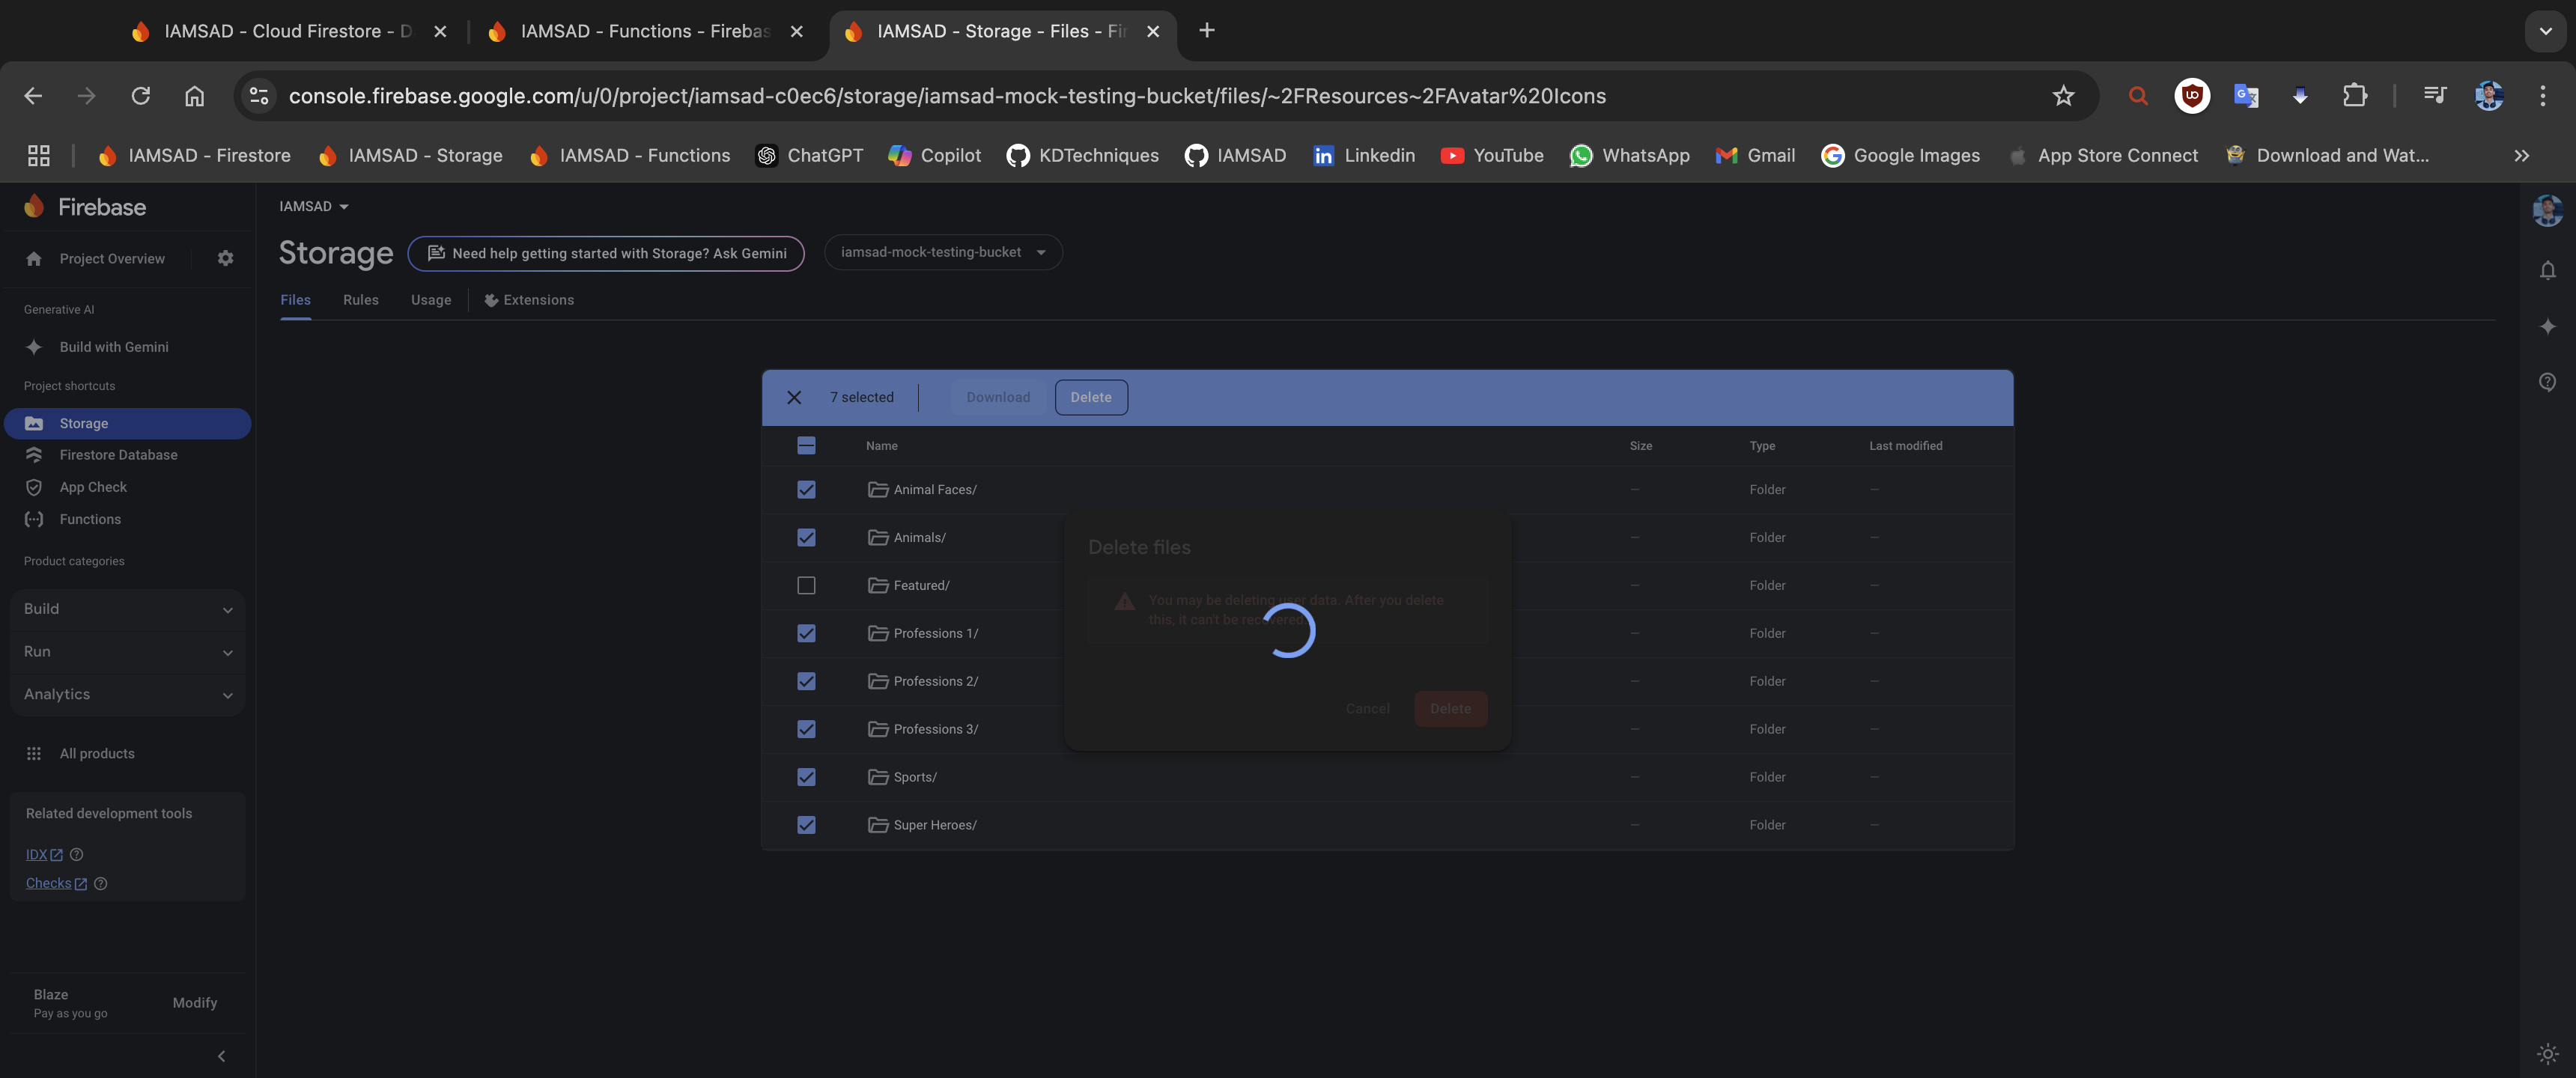 IAMSAD - Cloud Firestore - D
IAMSAD - Functions - Firebas
IAMSAD - Storage - Files - Fir
console.firebase.google.com/u/0/project/iamsad-c0ec6/storage/iamsad-mock-testing-bucket/files/~2FResources~2FAvatar%20Icons
IAMSAD - Firestore
IAMSAD - Storage
IAMSAD - Functions
ChatGPT
Copilot
KDTechniques
IAMSAD
Linkedin
YouTube
WhatsApp
Gmail
Google Images
App Store Connect
Download and Wat...
Firebase
Project Overview
Generative AI
Build with Gemini
Project shortcuts
Storage
Firestore Database
App Check
Functions
Product categories
Build
Run
Analytics
All products
Related development tools
IDX
Checks
Blaze
Pay as you go
Modify
IAMSAD
Storage
Need help getting started with Storage? Ask Gemini
iamsad-mock-testing-bucket
Files
Rules
Usage
Extensions
7 selected
Download
Delete
Name Size Type Last modified
Animal Faces/ — Folder —
Animals/ — Folder —
Featured/ — Folder —
Professions 1/ — Folder —
Professions 2/ — Folder —
Professions 3/ — Folder —
Sports/ — Folder —
Super Heroes/ — Folder —
Delete files
You may be deleting user data. After you delete
this, it can't be recovered.
Cancel
Delete